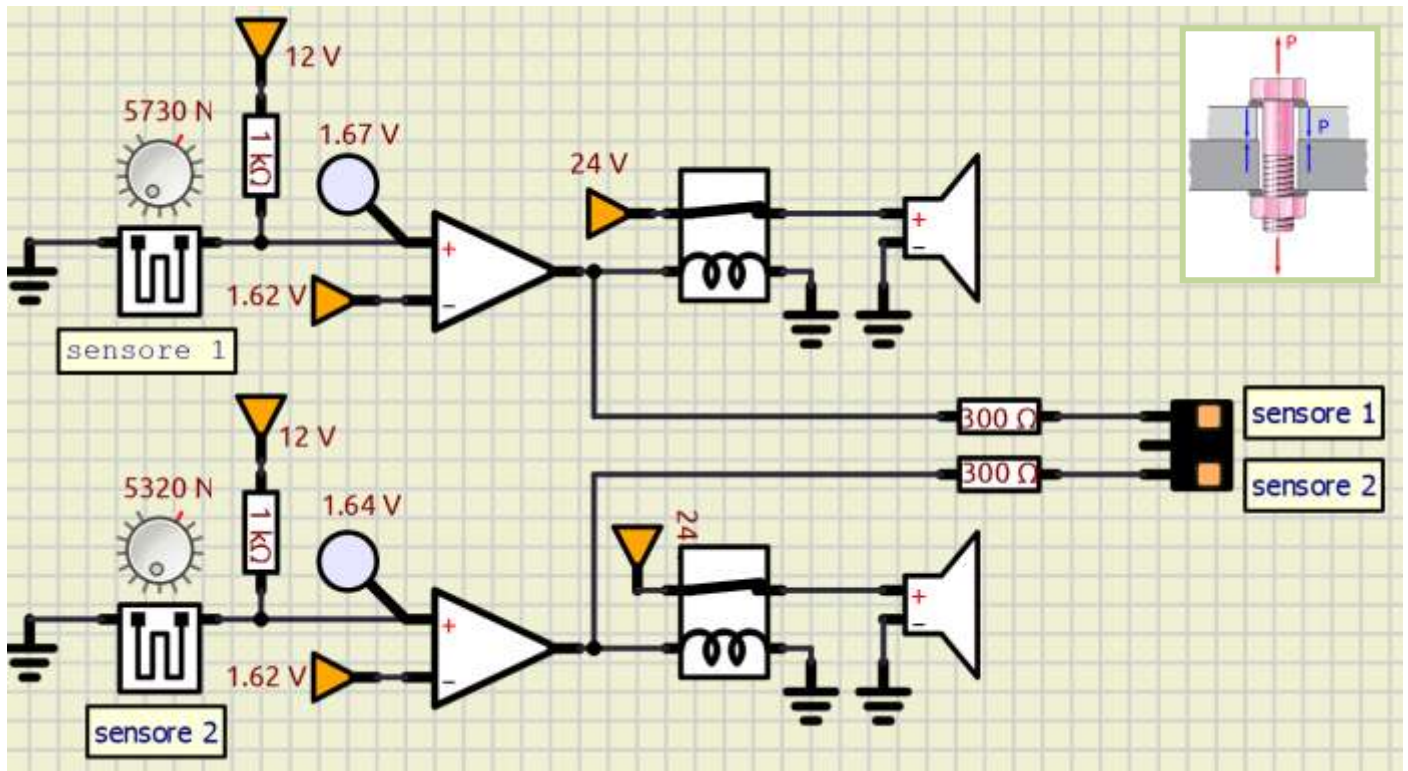 12 V
5730 N
1 kΩ
1.67 V
24 V
+
1.62 V
−
+
−
sensore 1
P
P
12 V
5320 N
1 kΩ
1.64 V
300 Ω
sensore 1
300 Ω
sensore 2
24
+
1.62 V
−
+
−
sensore 2